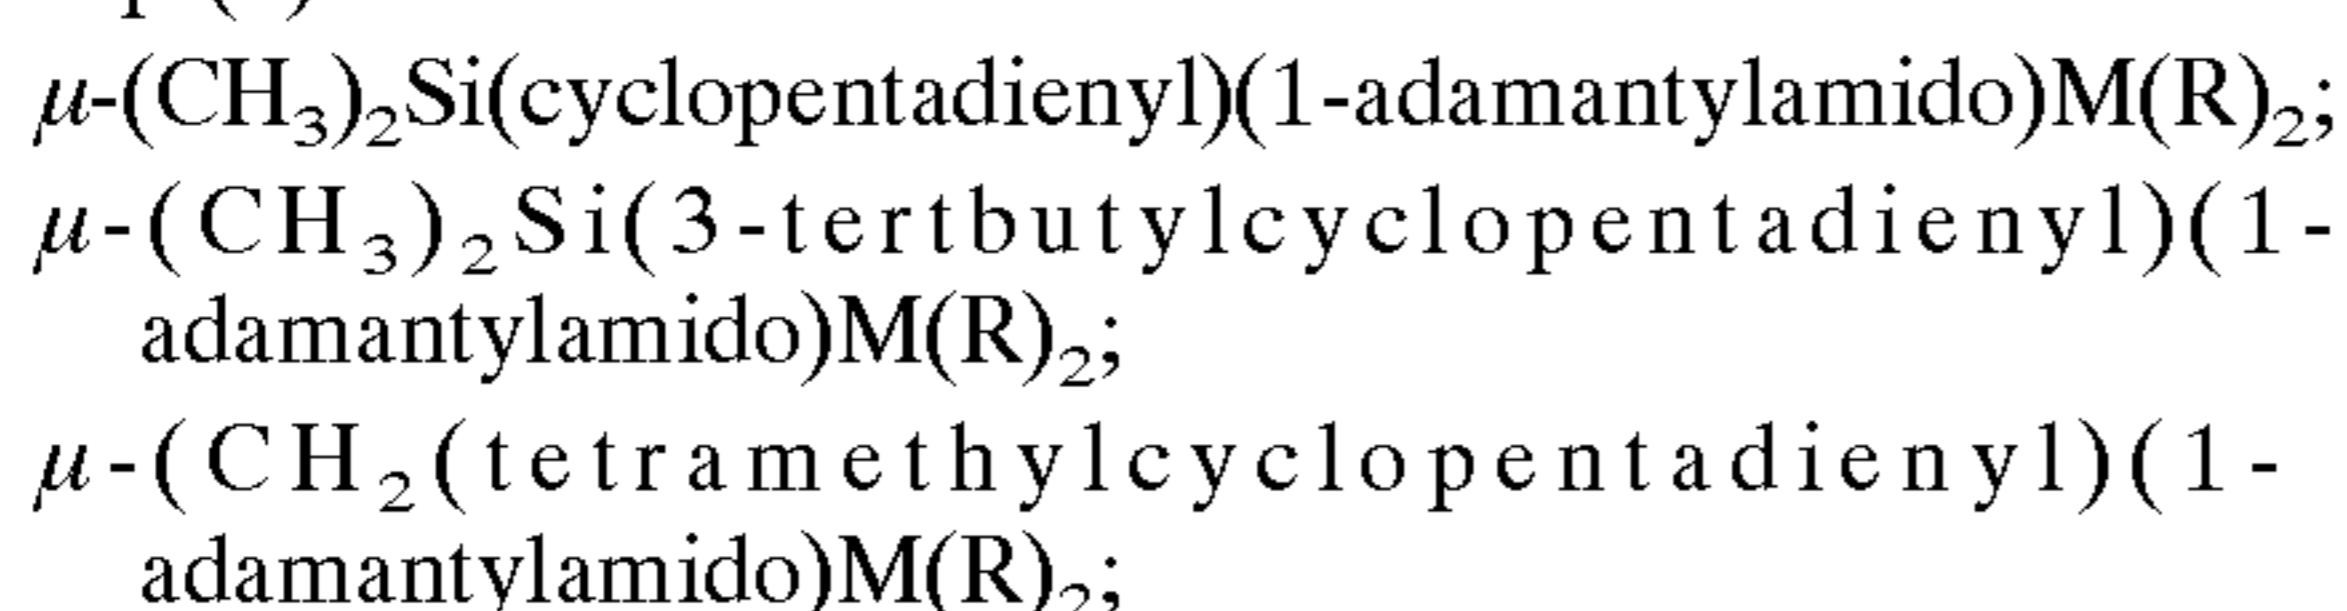 μ-(CH₃)₂Si(cyclopentadienyl)(1-adamantylamido)M(R)₂;
μ-(CH₃)₂Si(3-tertbutylcyclopentadienyl)(1-
adamantylamido)M(R)₂;
μ-(CH₂(tetramethylcyclopentadienyl)(1-
adamantylamido)M(R)₂;